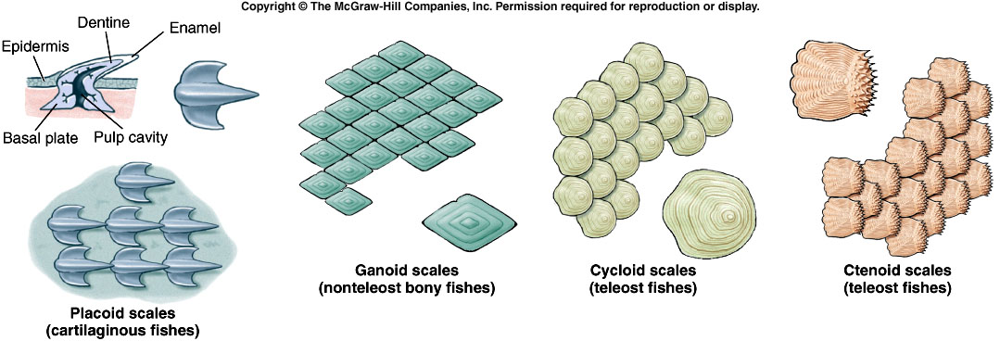 Copyright © The McGraw-Hill Companies, Inc. Permission required for reproduction or display.
Dentine
Enamel
Epidermis
Basal plate
Pulp cavity
Placoid scales
(cartilaginous fishes)
Ganoid scales
(nonteleost bony fishes)
Cycloid scales
(teleost fishes)
Ctenoid scales
(teleost fishes)